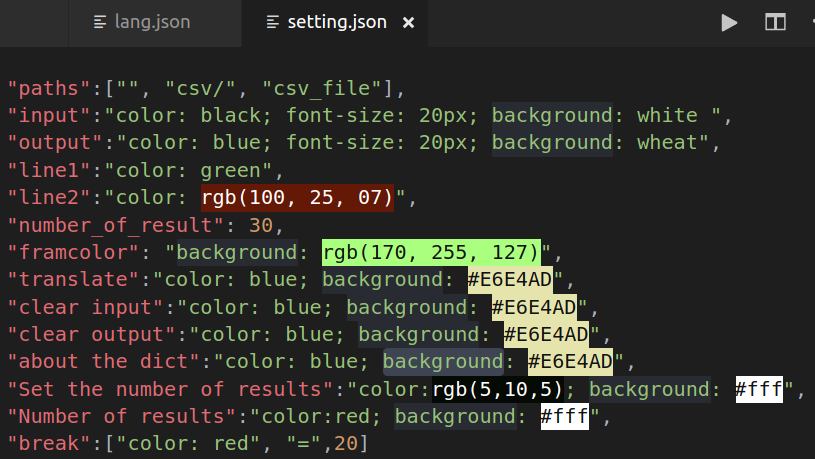 lang.json setting.json
"paths":["", "csv/", "csv_file"],
"input":"color: black; font-size: 20px; background: white ",
"output":"color: blue; font-size: 20px; background: wheat",
"line1":"color: green",
"line2":"color: rgb(100, 25, 07)",
"number_of_result": 30,
"framcolor": "background: rgb(170, 255, 127)",
"translate":"color: blue; background: #E6E4AD",
"clear input":"color: blue; background: #E6E4AD",
"clear output":"color: blue; background: #E6E4AD",
"about the dict":"color: blue; background: #E6E4AD",
"Set the number of results":"color:rgb(5,10,5); background: #fff",
"Number of results":"color:red; background: #fff",
"break":["color: red", "=",20]